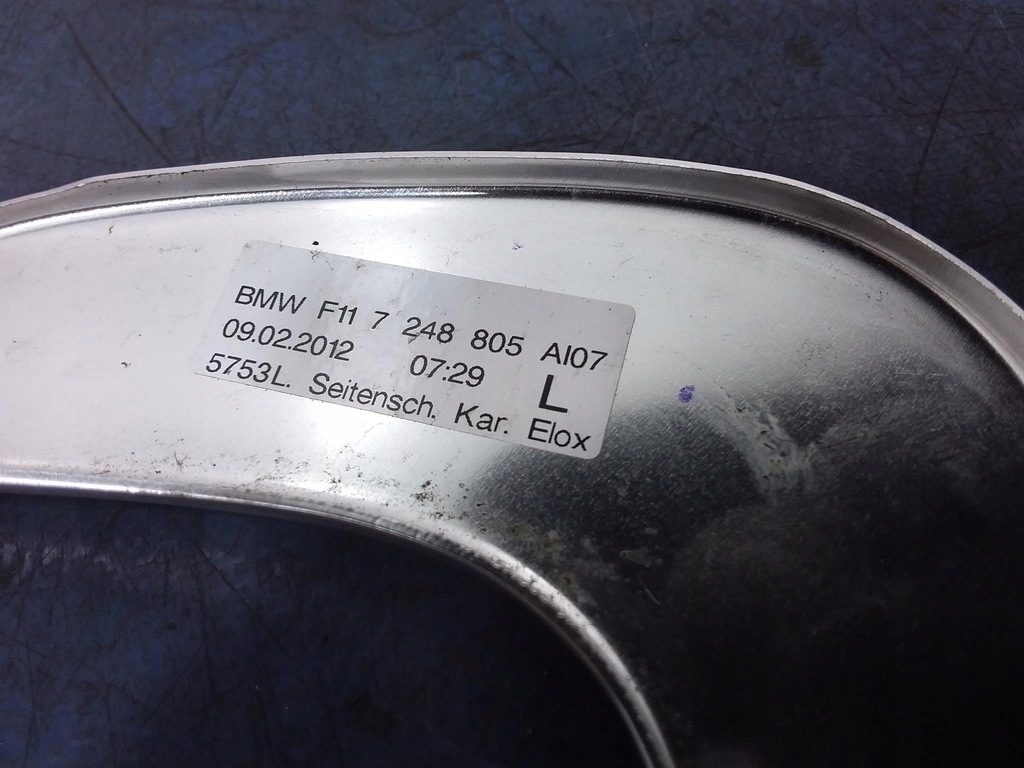 BMW F11 7 248 805 AI07
09.02.2012 07:29 L
5753L. Seitensch. Kar. Elox